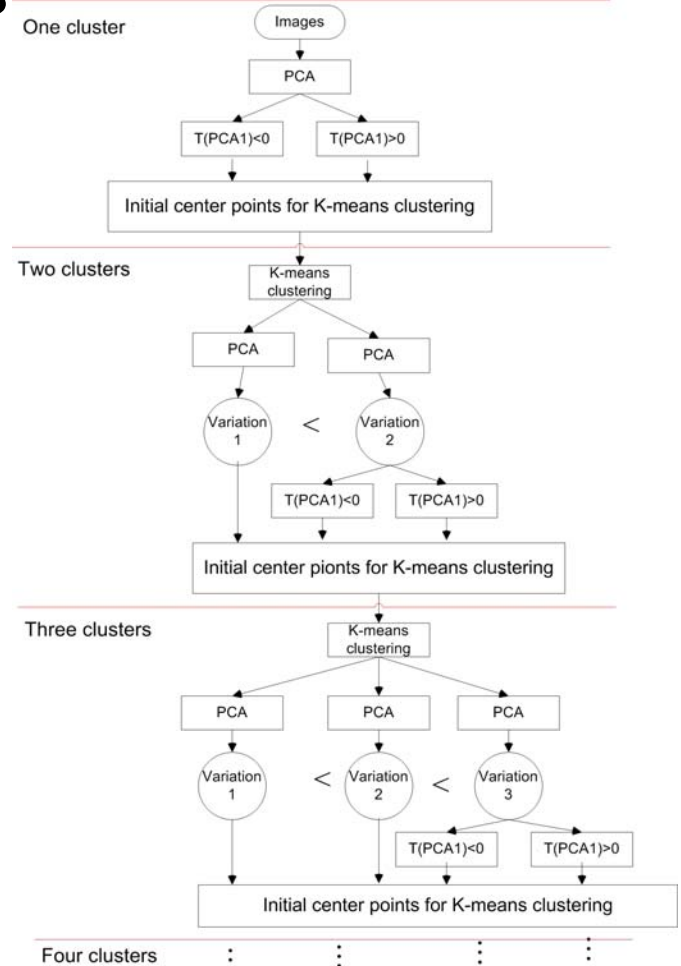 One cluster
Images
PCA
T(PCA1)<0
T(PCA1)>0
Initial center points for K-means clustering
Two clusters
K-means
clustering
PCA
PCA
Variation
1
<
Variation
2
T(PCA1)<0
T(PCA1)>0
Initial center pionts for K-means clustering
Three clusters
K-means
clustering
PCA
PCA
PCA
Variation
1
<
Variation
2
<
Variation
3
T(PCA1)<0
T(PCA1)>0
Initial center points for K-means clustering
Four clusters